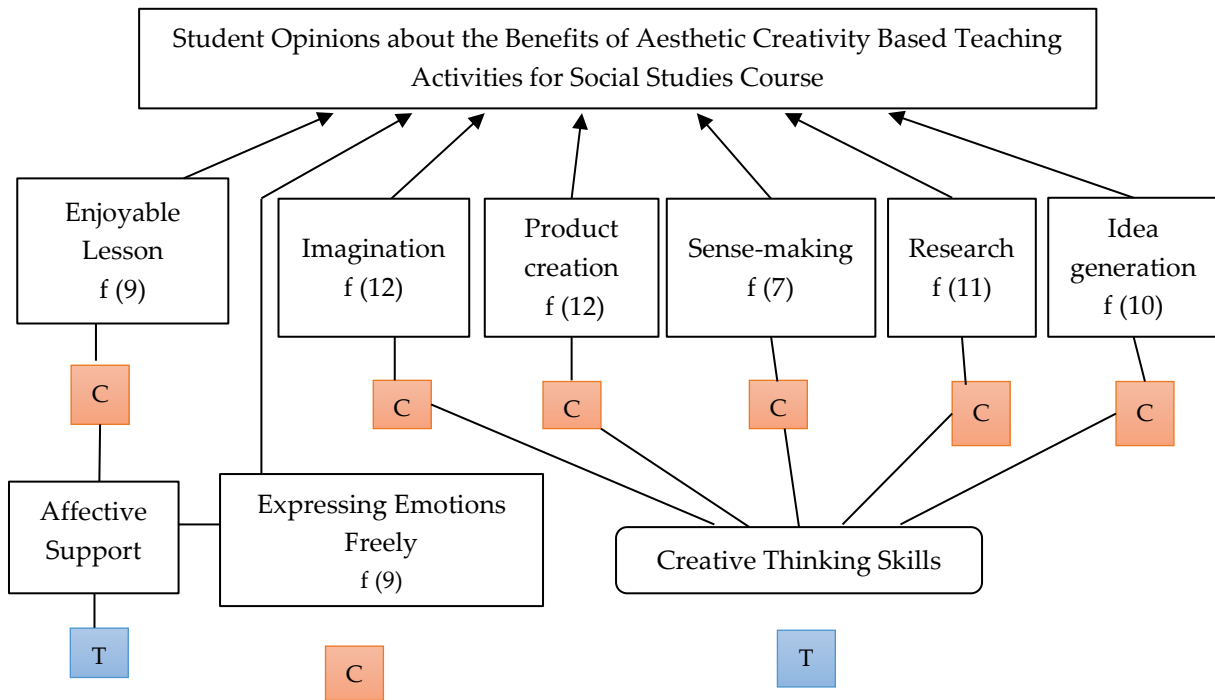 Student Opinions about the Benefits of Aesthetic Creativity Based Teaching
Activities for Social Studies Course
Enjoyable
Lesson
f (9)
Imagination
f (12)
Product
creation
f (12)
Sense-making
f (7)
Research
f (11)
Idea
generation
f (10)
C
C
C
C
C
C
Affective
Support
Expressing Emotions
Freely
f (9)
Creative Thinking Skills
T
C
T